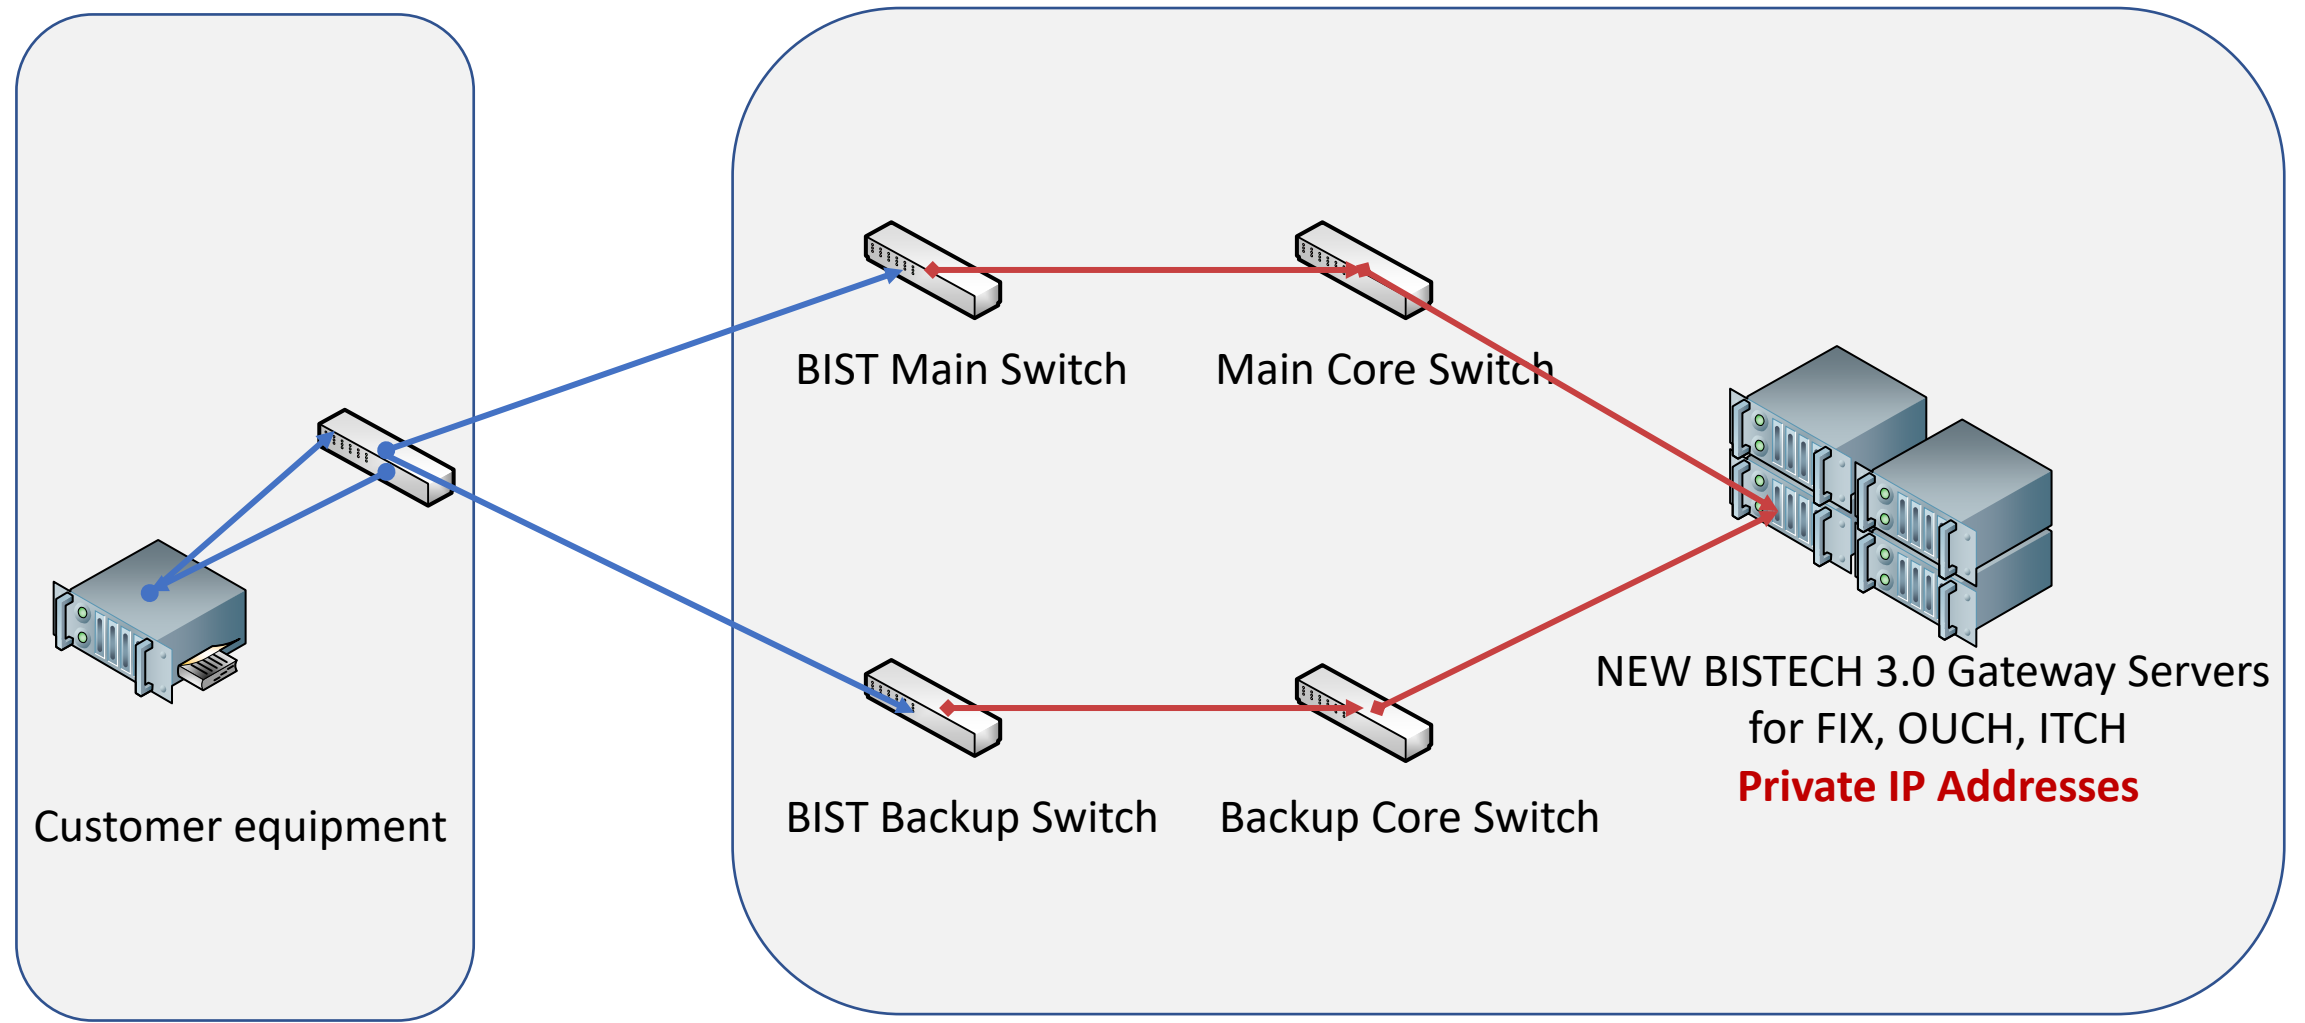 BIST Main Switch
Main Core Switch
NEW BISTECH 3.0 Gateway Servers
for FIX, OUCH, ITCH
Private IP Addresses
Customer equipment
BIST Backup Switch
Backup Core Switch